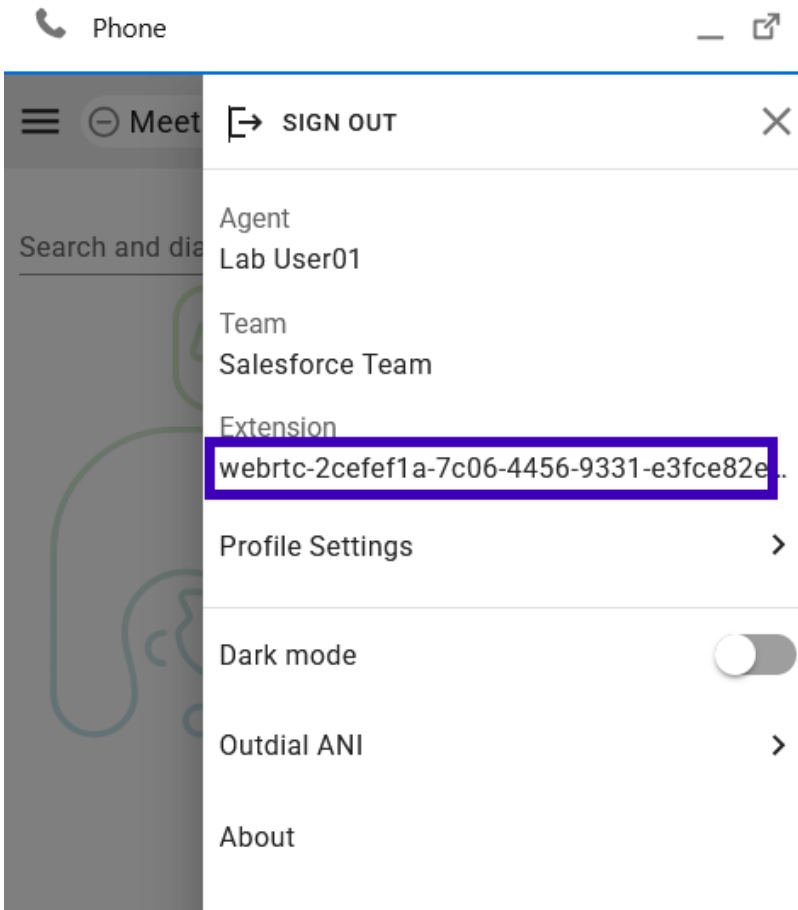 Phone
Meet
SIGN OUT
Search and dia
Agent
Lab User01
Team
Salesforce Team
Extension
webrtc-2cefef1a-7c06-4456-9331-e3fce82e..
Profile Settings
Dark mode
Outdial ANI
About